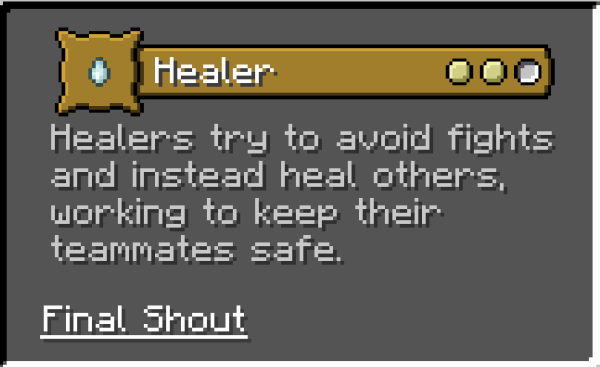 Healer
Healers try to avoid fights
and instead heal others,
working to keep their
teammates safe.
Final Shout